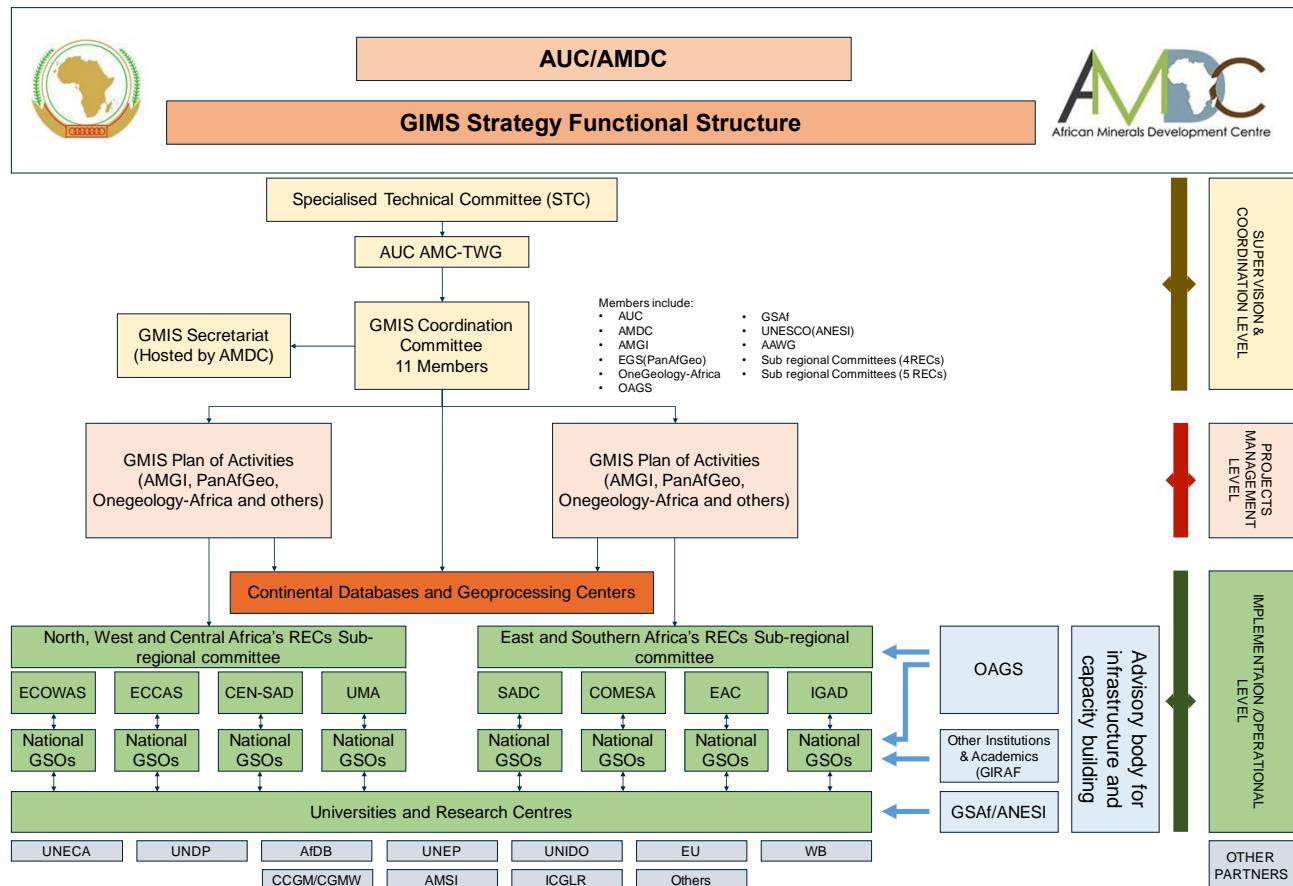 AUC/AMDC
GIMS Strategy Functional Structure
AMDC
African Minerals Development Centre
Specialised Technical Committee (STC)
AUC AMC-TWG
GMIS Secretariat
(Hosted by AMDC)
GMIS Coordination
Committee
11 Members
Members include:
• AUC
• AMDC
• AMGI
• EGS(PanAfGeo)
• OneGeology-Africa
• OAGS
• GSAf
• UNESCO(ANESI)
• AAWG
• Sub regional Committees (4RECs)
• Sub regional Committees (5 RECs)
SUPERVISION &
COORDINATION LEVEL
GMIS Plan of Activities
(AMGI, PanAfGeo,
Onegeology-Africa and others)
GMIS Plan of Activities
(AMGI, PanAfGeo,
Onegeology-Africa and others)
PROJECTS
MANAGEMENT
LEVEL
Continental Databases and Geoprocessing Centers
North, West and Central Africa's RECs Sub-
regional committee
East and Southern Africa's RECs Sub-regional
committee
ECOWAS
ECCAS
CEN-SAD
UMA
SADC
COMESA
EAC
IGAD
National
GSOs
National
GSOs
National
GSOs
National
GSOs
National
GSOs
National
GSOs
National
GSOs
National
GSOs
Universities and Research Centres
OAGS
Other Institutions
& Academics
(GIRAF
GSAf/ANESI
Advisory body for
infrastructure and
capacity building
IMPLEMENTAION /OPERATIONAL
LEVEL
UNECA
UNDP
AfDB
UNEP
UNIDO
EU
WB
CCGM/CGMW
AMSI
ICGLR
Others
OTHER
PARTNERS